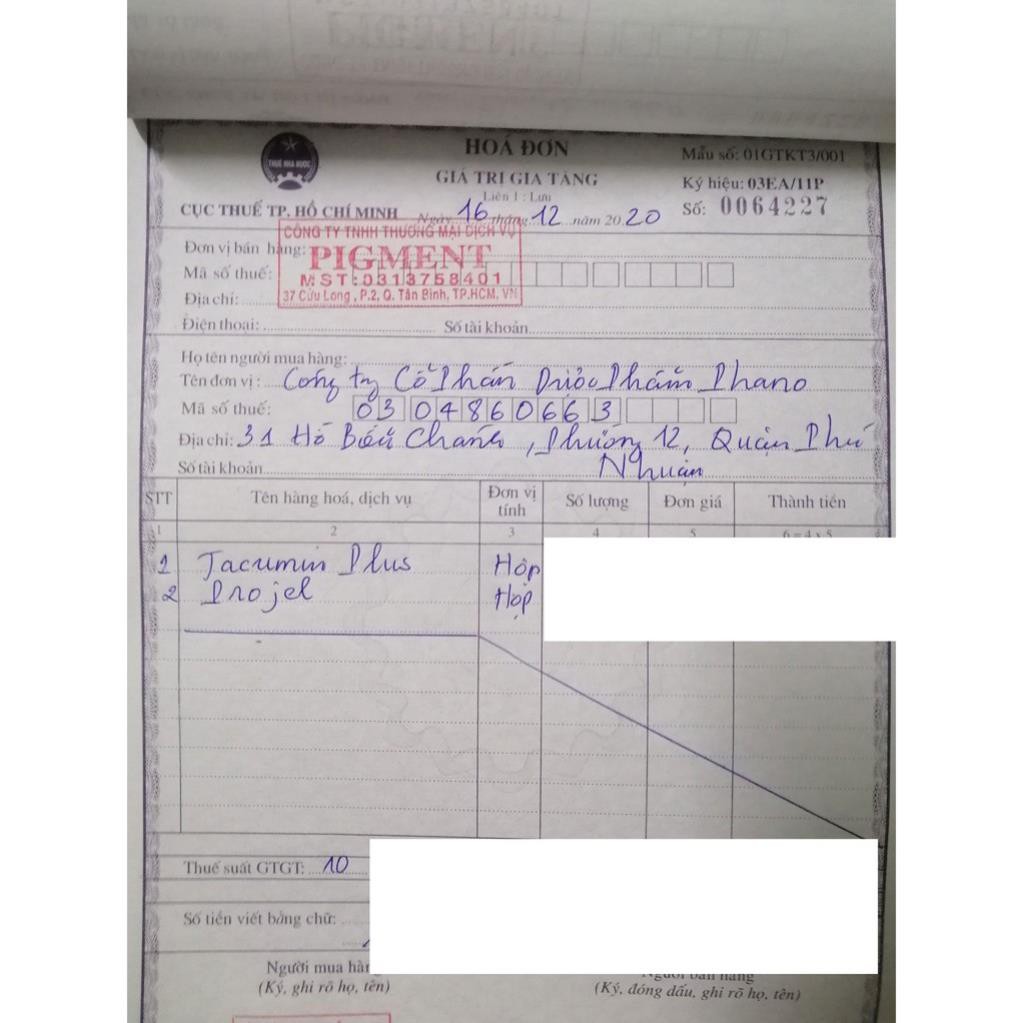 HOÁ ĐƠN
GIÁ TRỊ GIA TĂNG
Liên 1 : Lưu
Mẫu số: 01GTKT3/001
Ký hiệu: 03EA/11P
Số: 0064227
THUẾ NHÀ NƯỚC
CỤC THUẾ TP. HỒ CHÍ MINH
Ngày 16 tháng 12 năm 2020
Đơn vị bán hàng:
Mã số thuế:
Địa chỉ:
CÔNG TY TNHH THƯƠNG MẠI DỊCH VỤ
PIGMENT
MST:0313758401
37 Cửu Long , P.2, Q. Tân Bình, TP.HCM, VN
Điện thoại: Số tài khoản
Họ tên người mua hàng:
Tên đơn vị : Công ty Cổ Phần Dược Phẩm Phano
Mã số thuế: 0304860663
Địa chỉ: 31 Hồ Biểu Chánh , Phường 12, Quận Phú
Nhuận
Số tài khoản
STT Tên hàng hoá, dịch vụ Đơn vị tính Số lượng Đơn giá Thành tiền
1 2 3 4 5 6 = 4 x 5
1 Jacumin Plus Hộp
2 Projel Hộp
Thuế suất GTGT: 10
Số tiền viết bằng chữ:
Người mua
(Ký, ghi rõ họ, tên)
Người bán hàng
(Ký, đóng dấu, ghi rõ họ, tên)